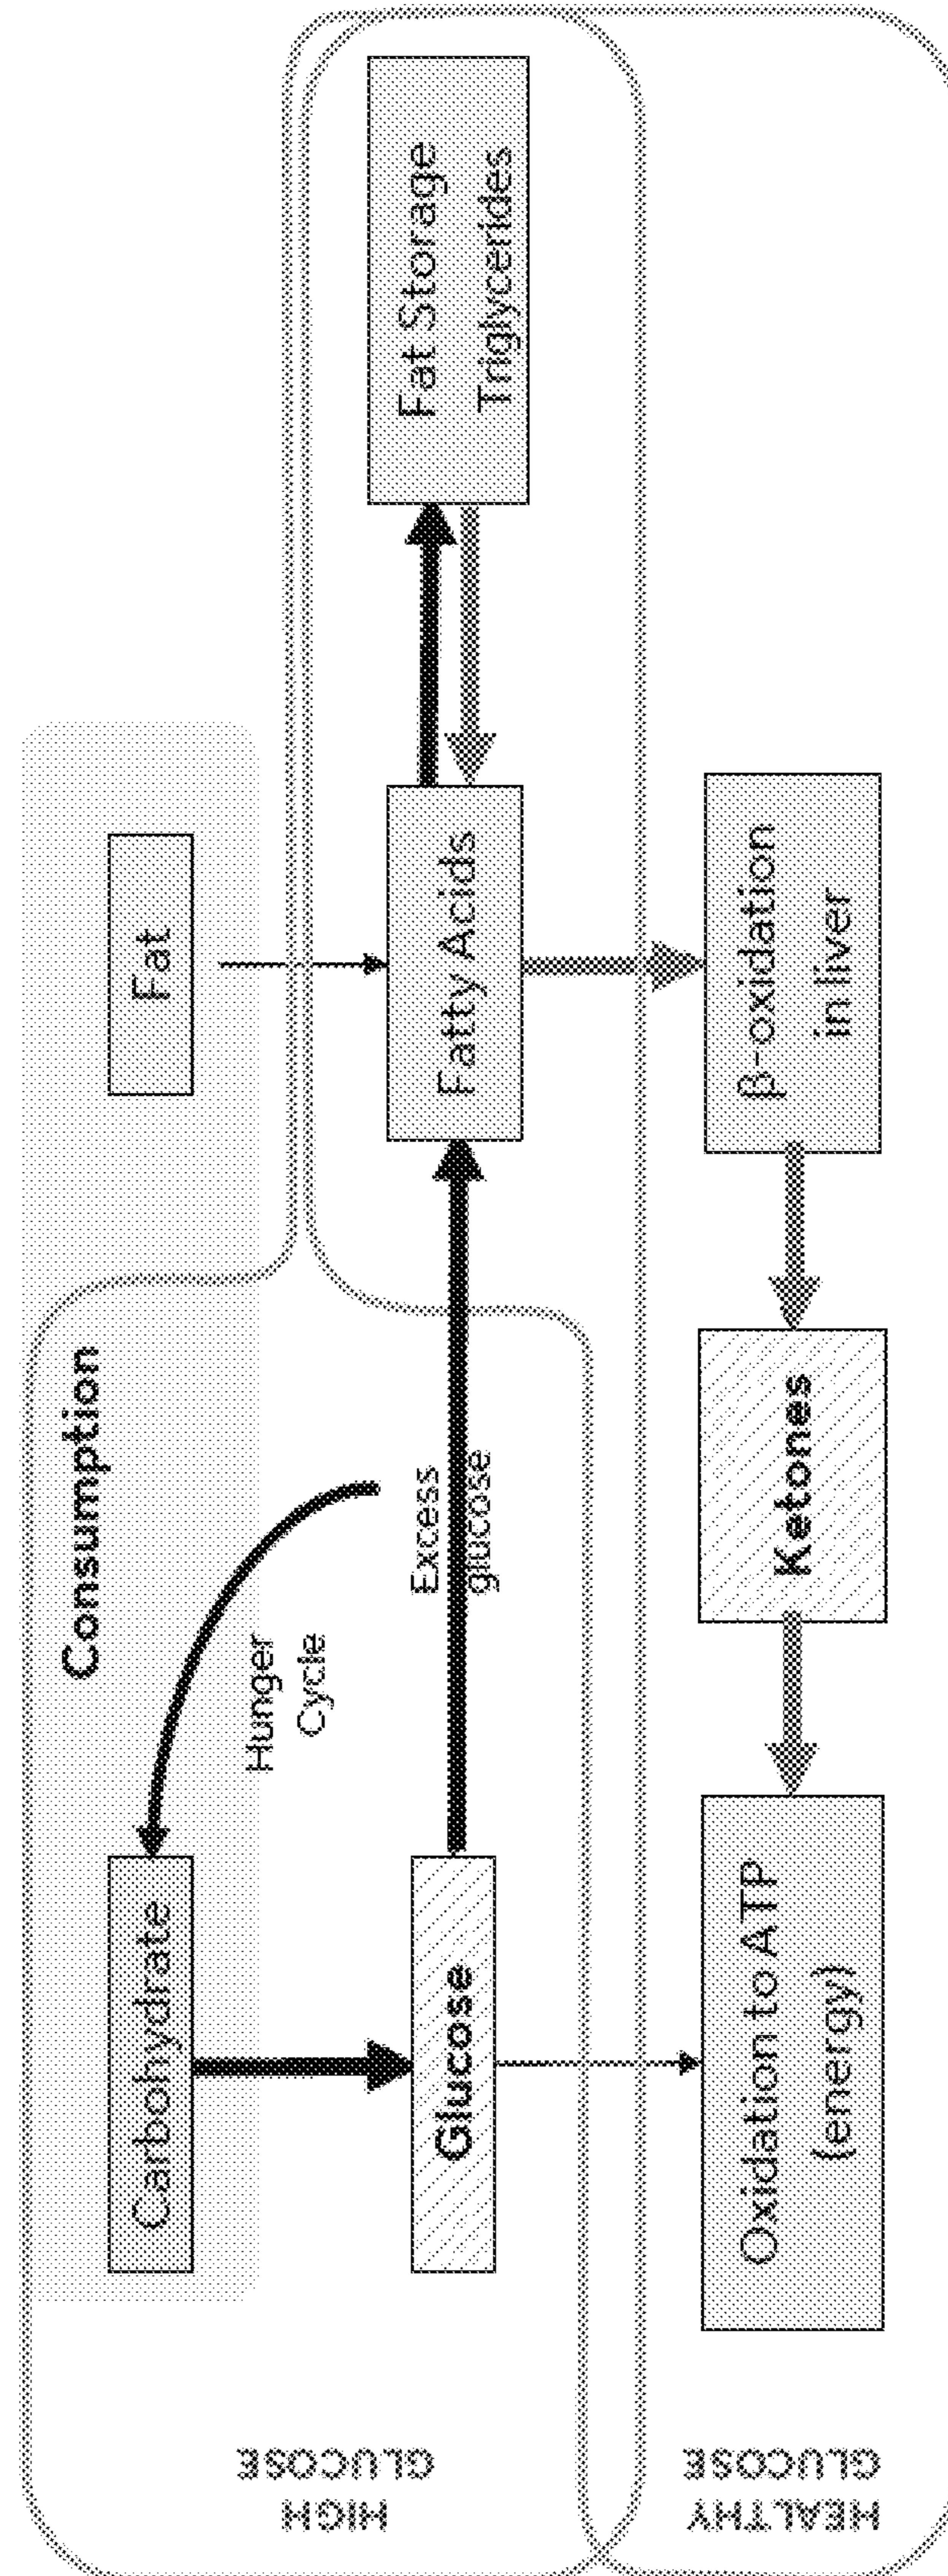 Consumption
Carbohydrate
Fat
Hunger
Cycle
HIGH
GLUCOSE
Glucose
Excess
glucose
Fatty Acids
Fat Storage
Triglycerides
HEALTHY
GLUCOSE
Oxidation to ATP
(energy)
Ketones
β-oxidation
in liver